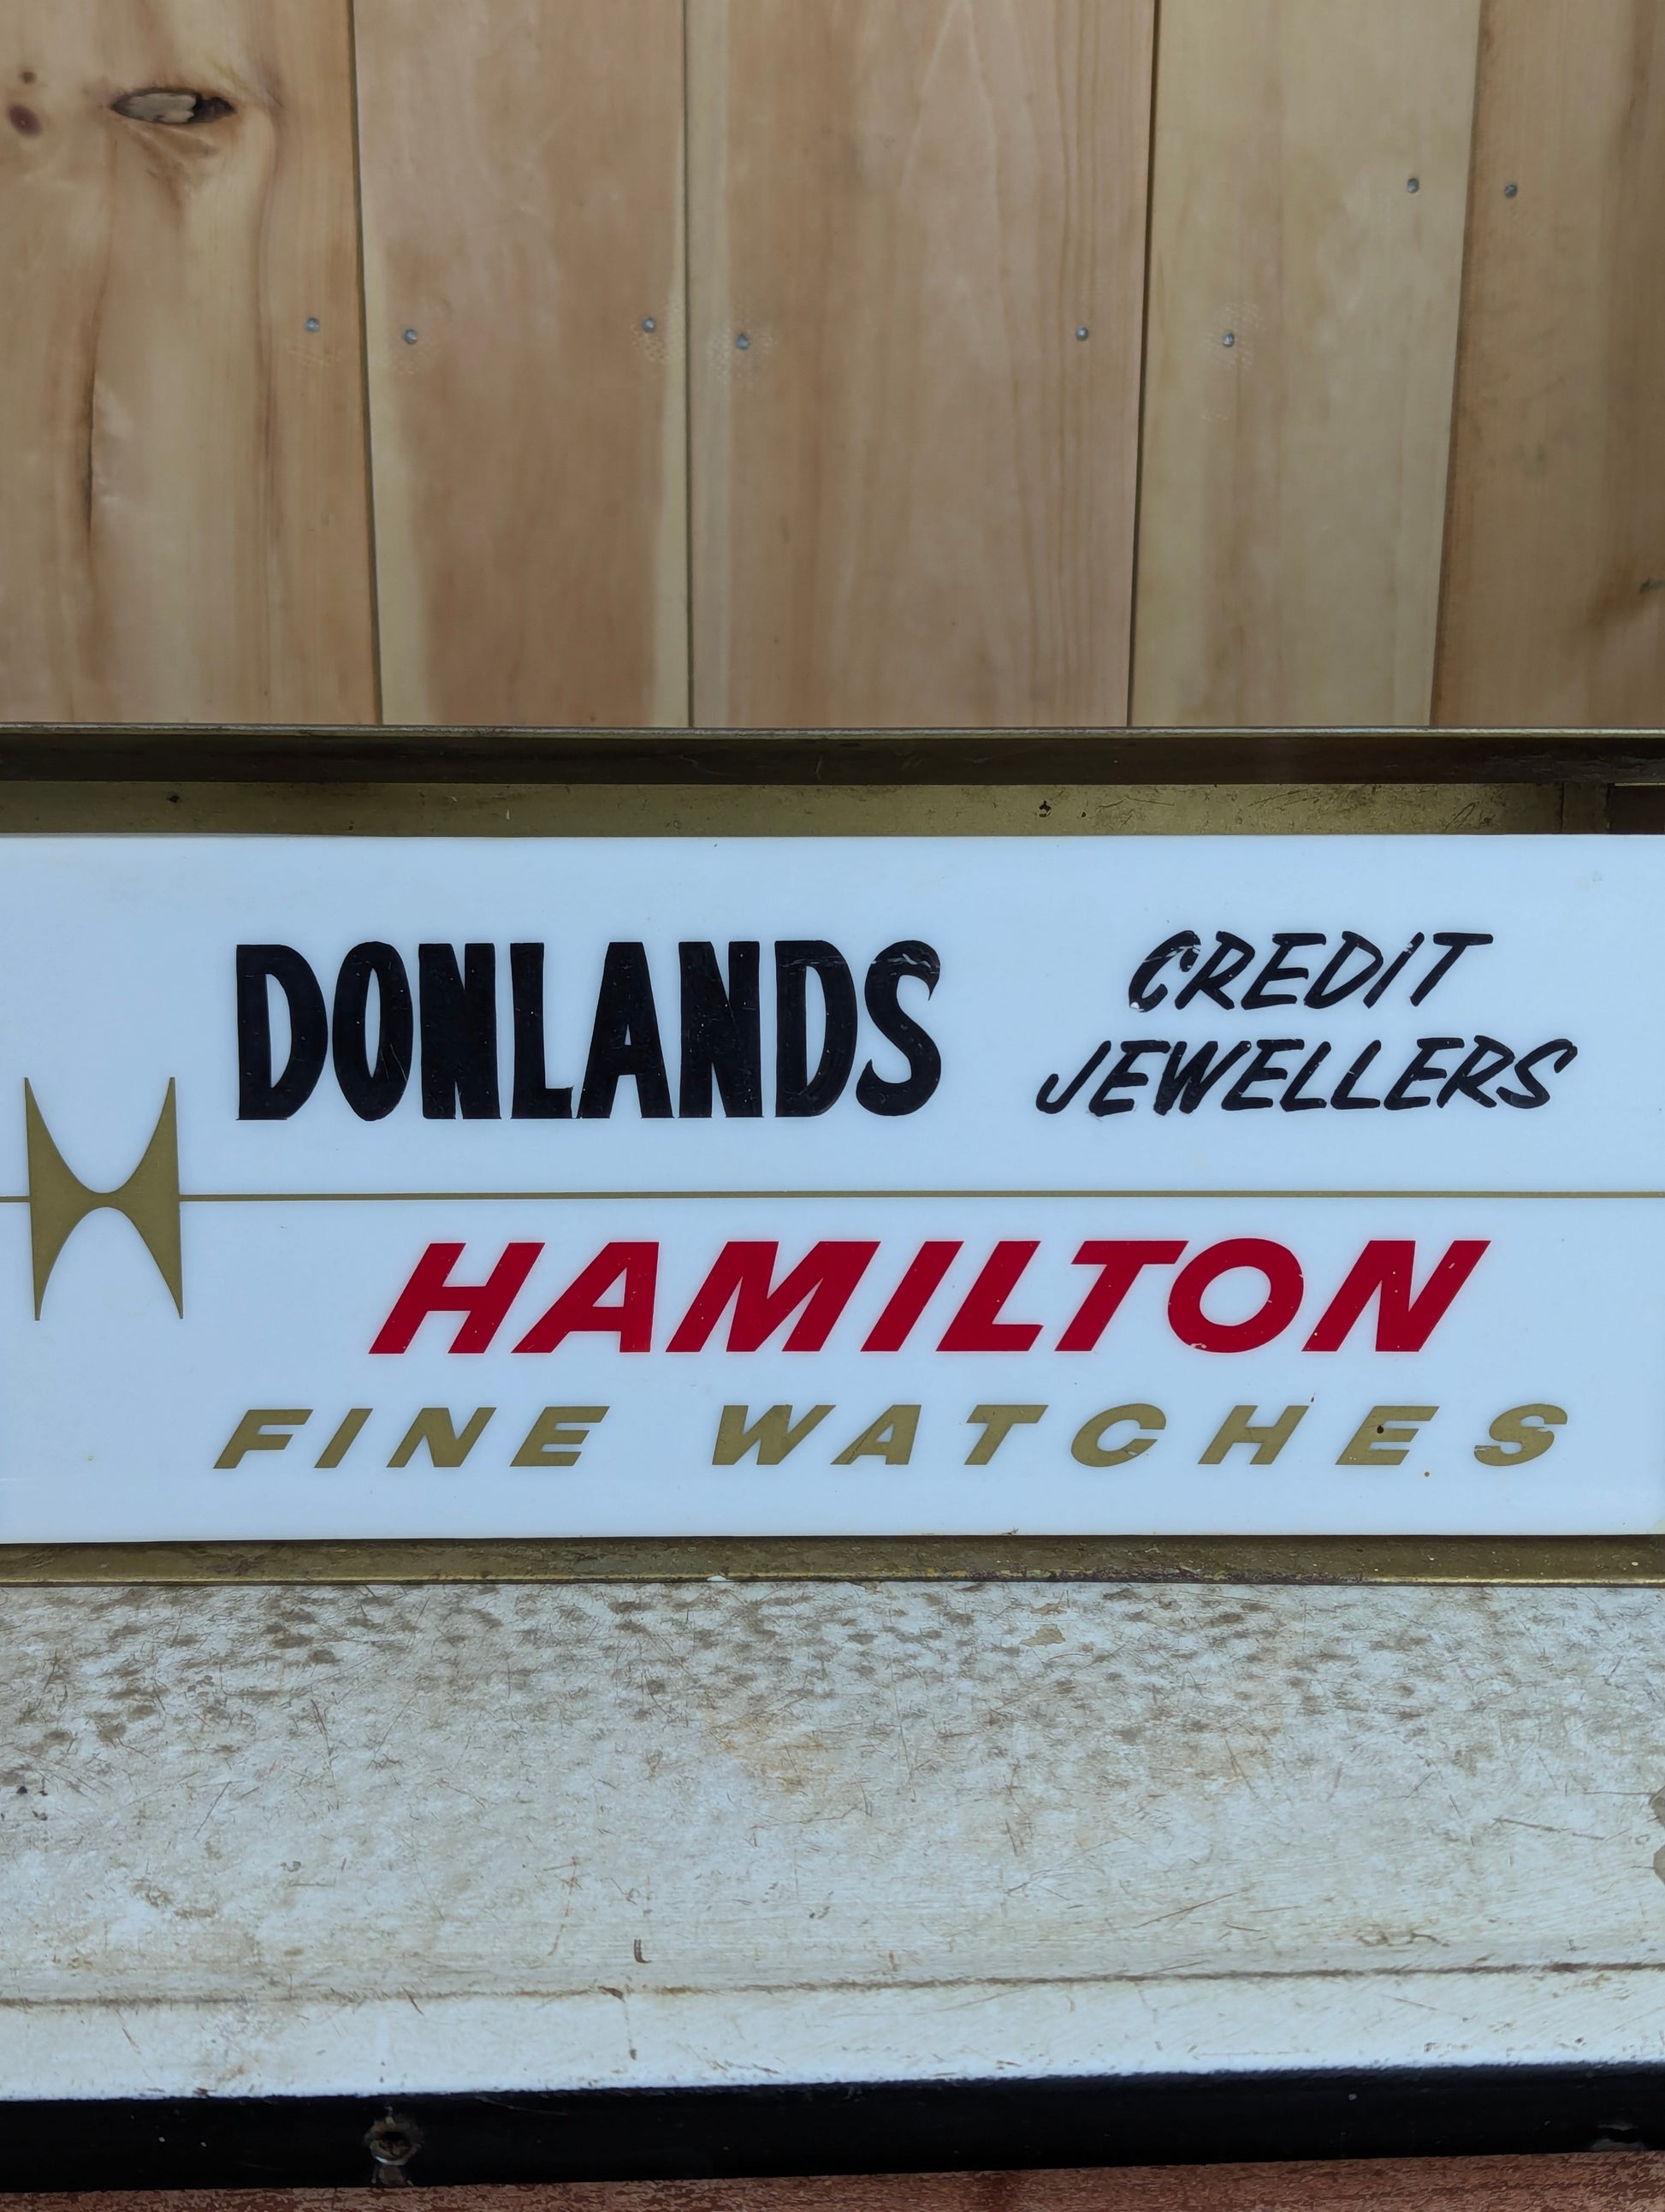 DONLANDS CREDIT
JEWELLERS
HAMILTON
FINE WATCHES